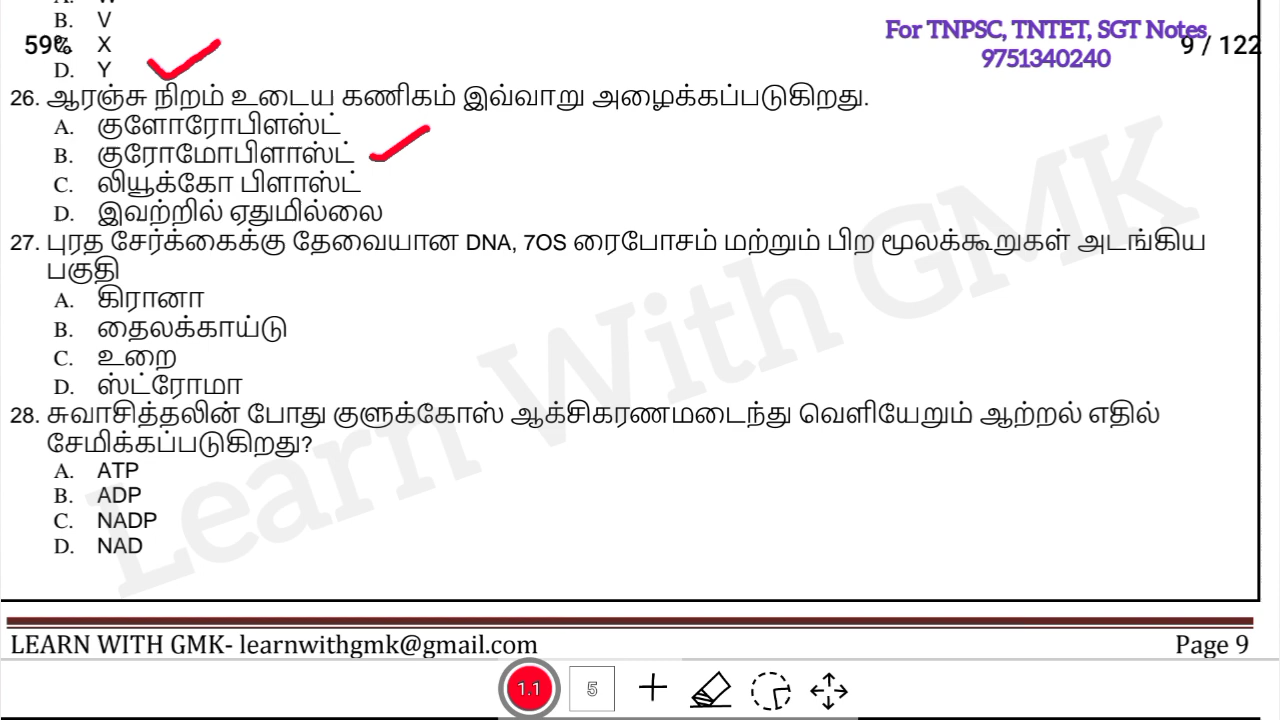 B. V
For TNPSC, TNTET, SGT Notes
59% X
9 / 122
9751340240
D. Y
26. ஆரஞ்சு நிறம் உடைய கணிகம் இவ்வாறு அழைக்கப்படுகிறது.
A. குளோரோபிளஸ்ட்
B. குரோமோபிளாஸ்ட்
C. லியூக்கோ பிளாஸ்ட்
D. இவற்றில் ஏதுமில்லை
27. புரத சேர்க்கைக்கு தேவையான DNA, 7OS ரைபோசம் மற்றும் பிற மூலக்கூறுகள் அடங்கிய
பகுதி
A. கிரானா
B. தைலக்காய்டு
C. உறை
D. ஸ்ட்ரோமா
28. சுவாசித்தலின் போது குளுக்கோஸ் ஆக்சிகரணமடைந்து வெளியேறும் ஆற்றல் எதில்
சேமிக்கப்படுகிறது?
A. ATP
B. ADP
C. NADP
D. NAD
Learn With GMK
LEARN WITH GMK- learnwithgmk@gmail.com
Page 9
1.1
5